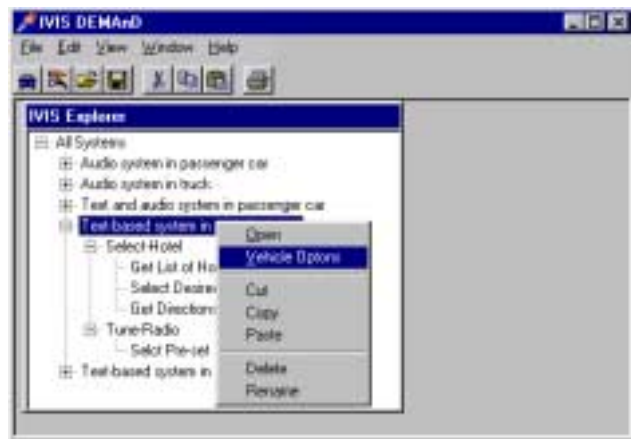 IVIS DEMAnD
File Edit View Window Help
IVIS Explorer
All Systems
Audio system in passenger car
Audio system in truck
Text and audio system in passenger car
Text-based system in
Select Hotel
Get List of Ho
Select Desire
Get Direction
Tune-Radio
Selct Pre-set
Text-based system in
Open
Vehicle Options
Cut
Copy
Paste
Delete
Rename